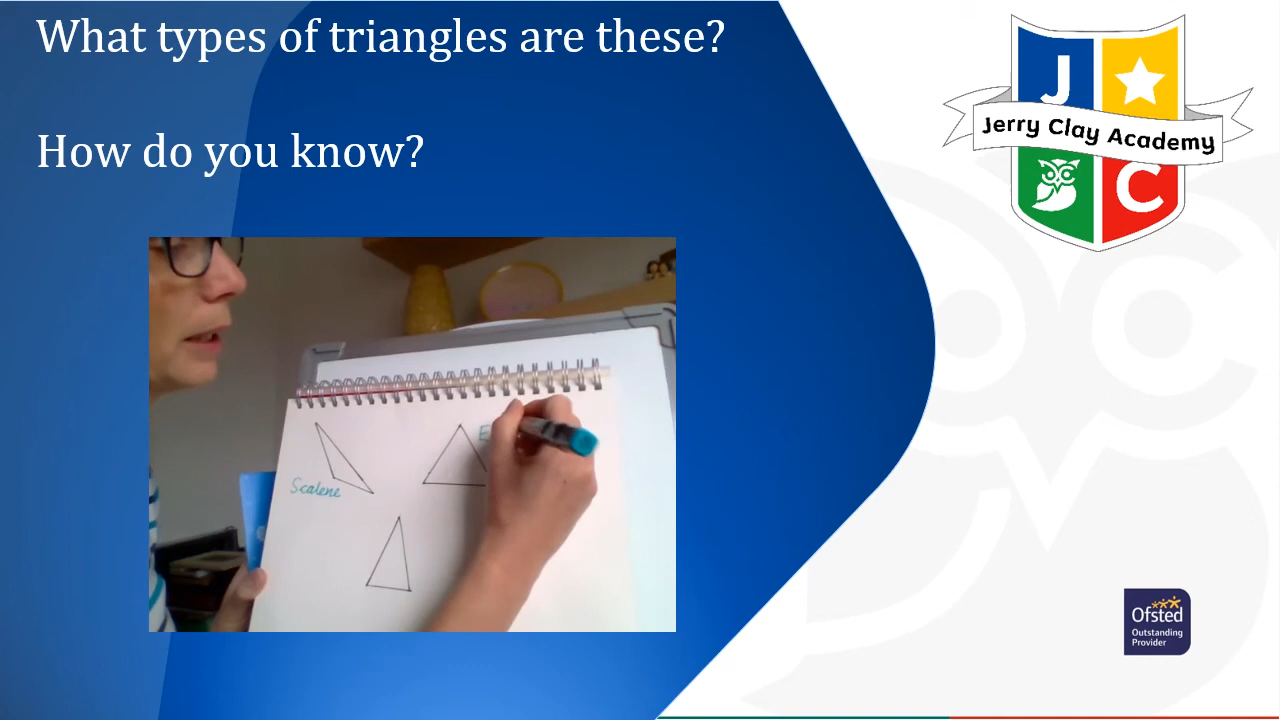 What types of triangles are these?
How do you know?
J
Jerry Clay Academy
C
Scalene
E
Ofsted
Outstanding
Provider